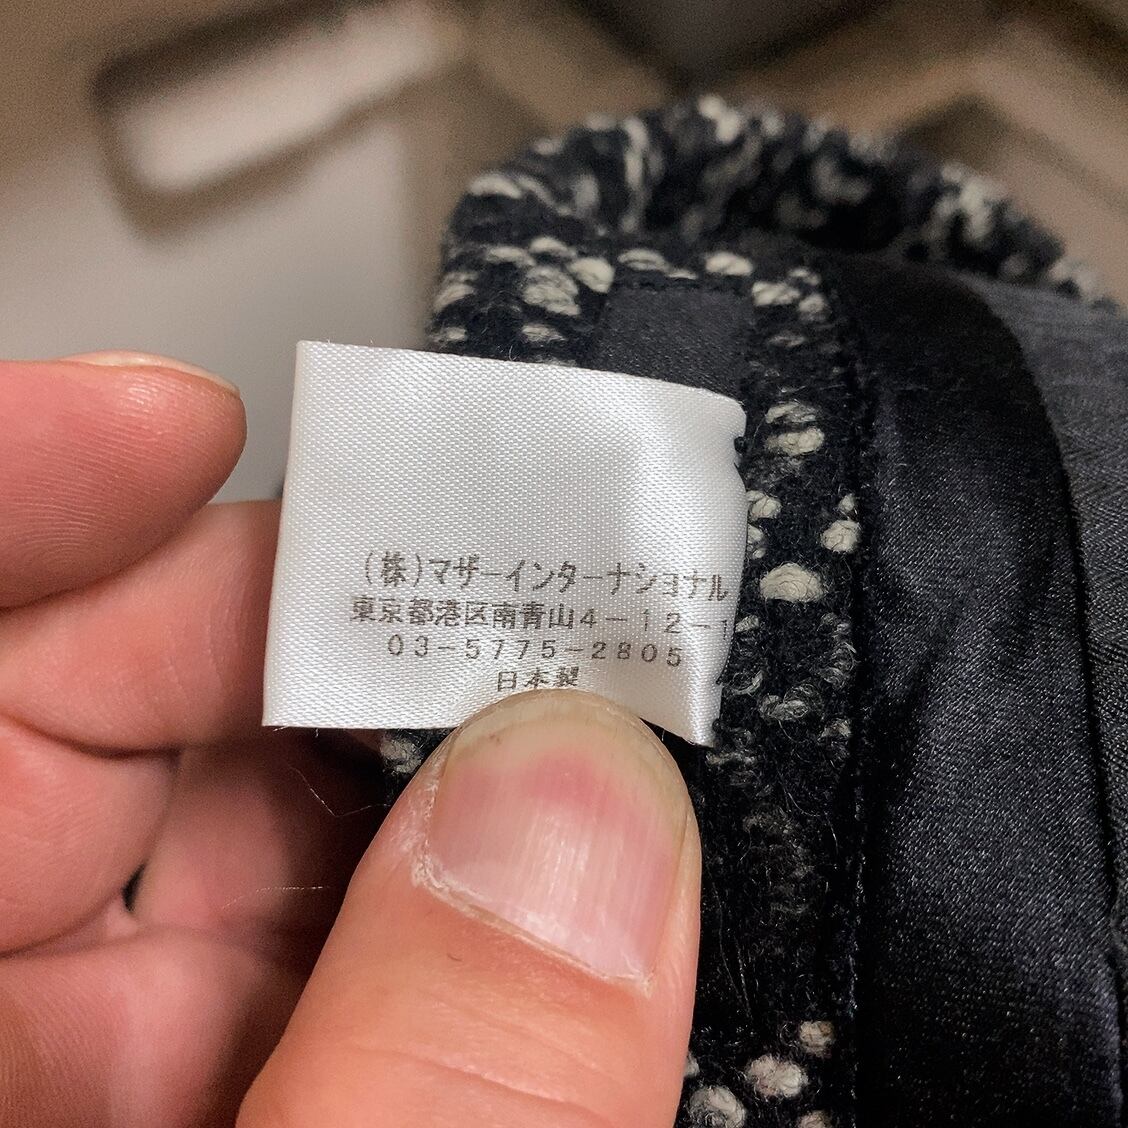 (株)マザーインターナショナル
東京都港区南青山4-12-1
03-5775-2805
日本製